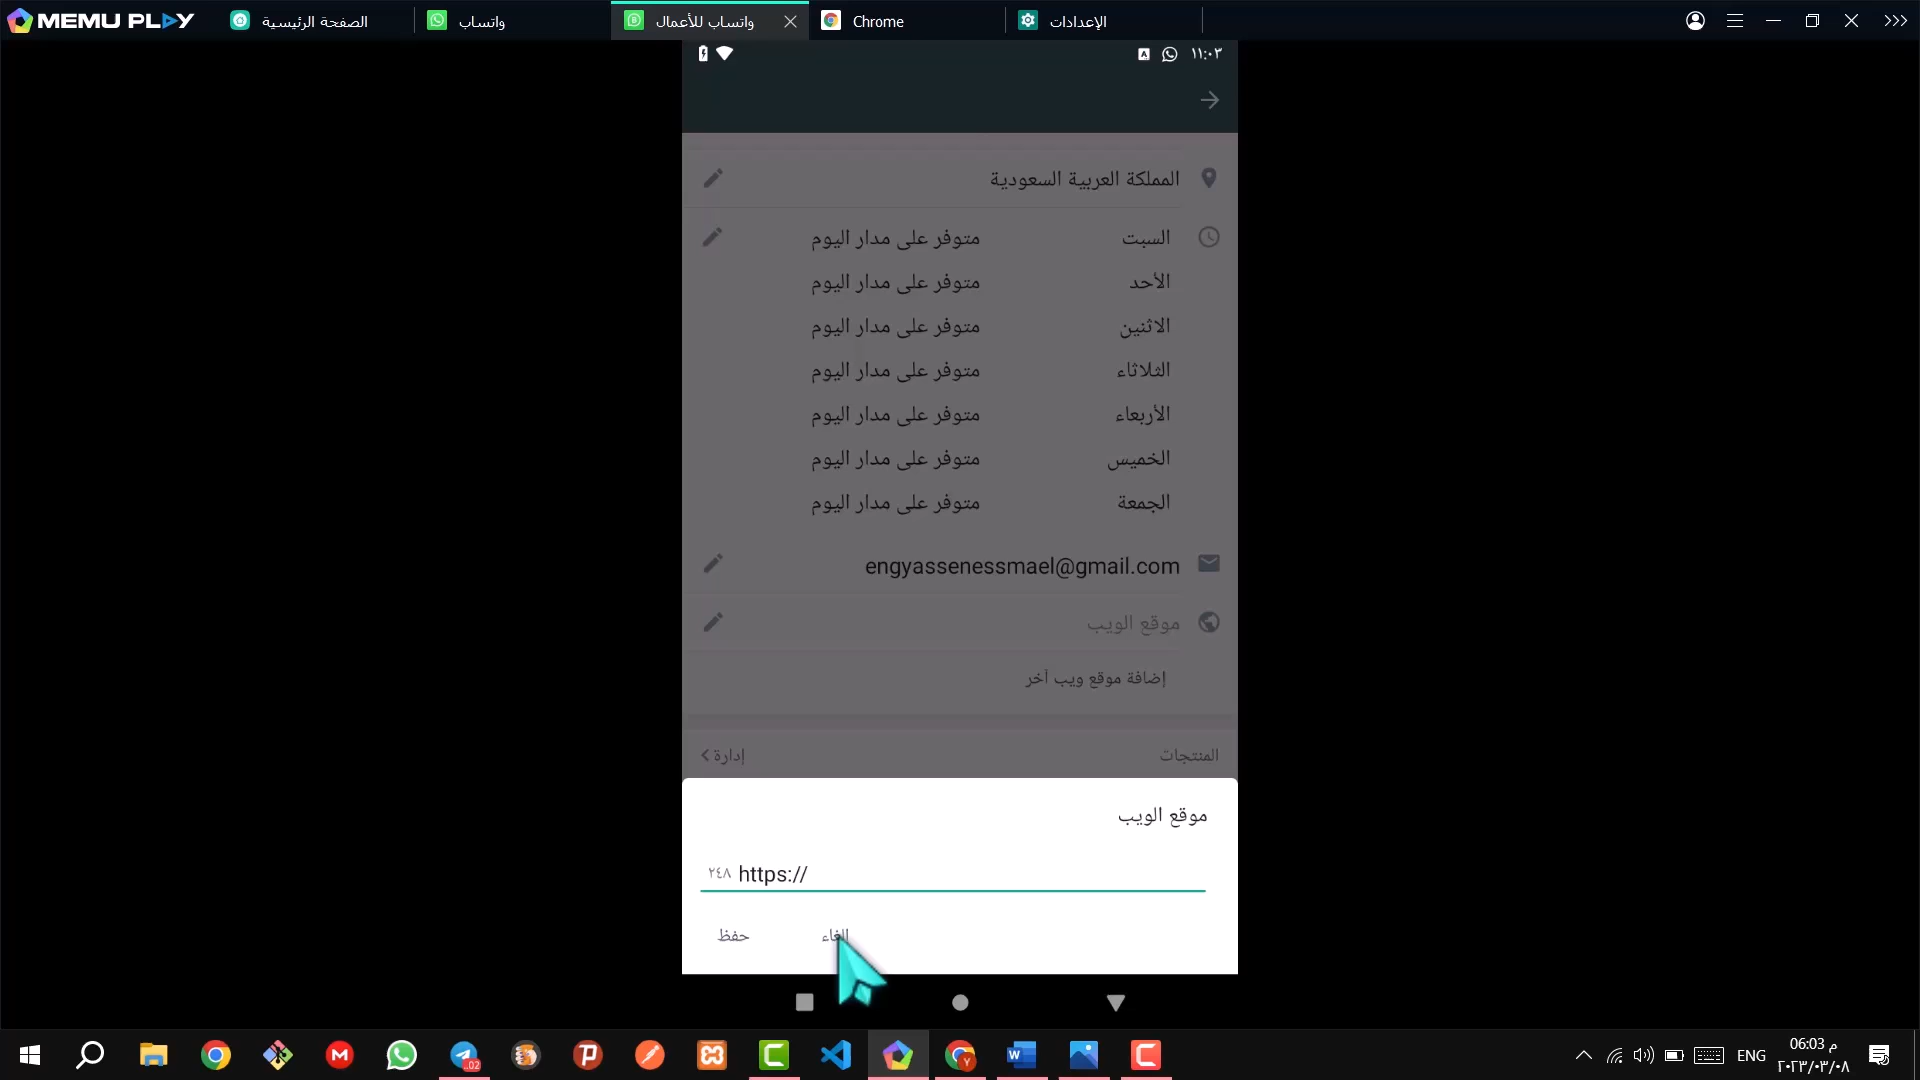 MEMU PLAY
الصفحة الرئيسية
واتساب
واتساب للأعمال
Chrome
الإعدادات
١١:٠٣
المملكة العربية السعودية
السبت متوفر على مدار اليوم
الأحد متوفر على مدار اليوم
الاثنين متوفر على مدار اليوم
الثلاثاء متوفر على مدار اليوم
الأربعاء متوفر على مدار اليوم
الخميس متوفر على مدار اليوم
الجمعة متوفر على مدار اليوم
engyassenessmael@gmail.com
موقع الويب
إضافة موقع ويب آخر
المنتجات إدارة
موقع الويب
https:// ٢٤٨
إلغاء حفظ
ENG
06:03 م
٢٠٢٣/٠٣/٠٨